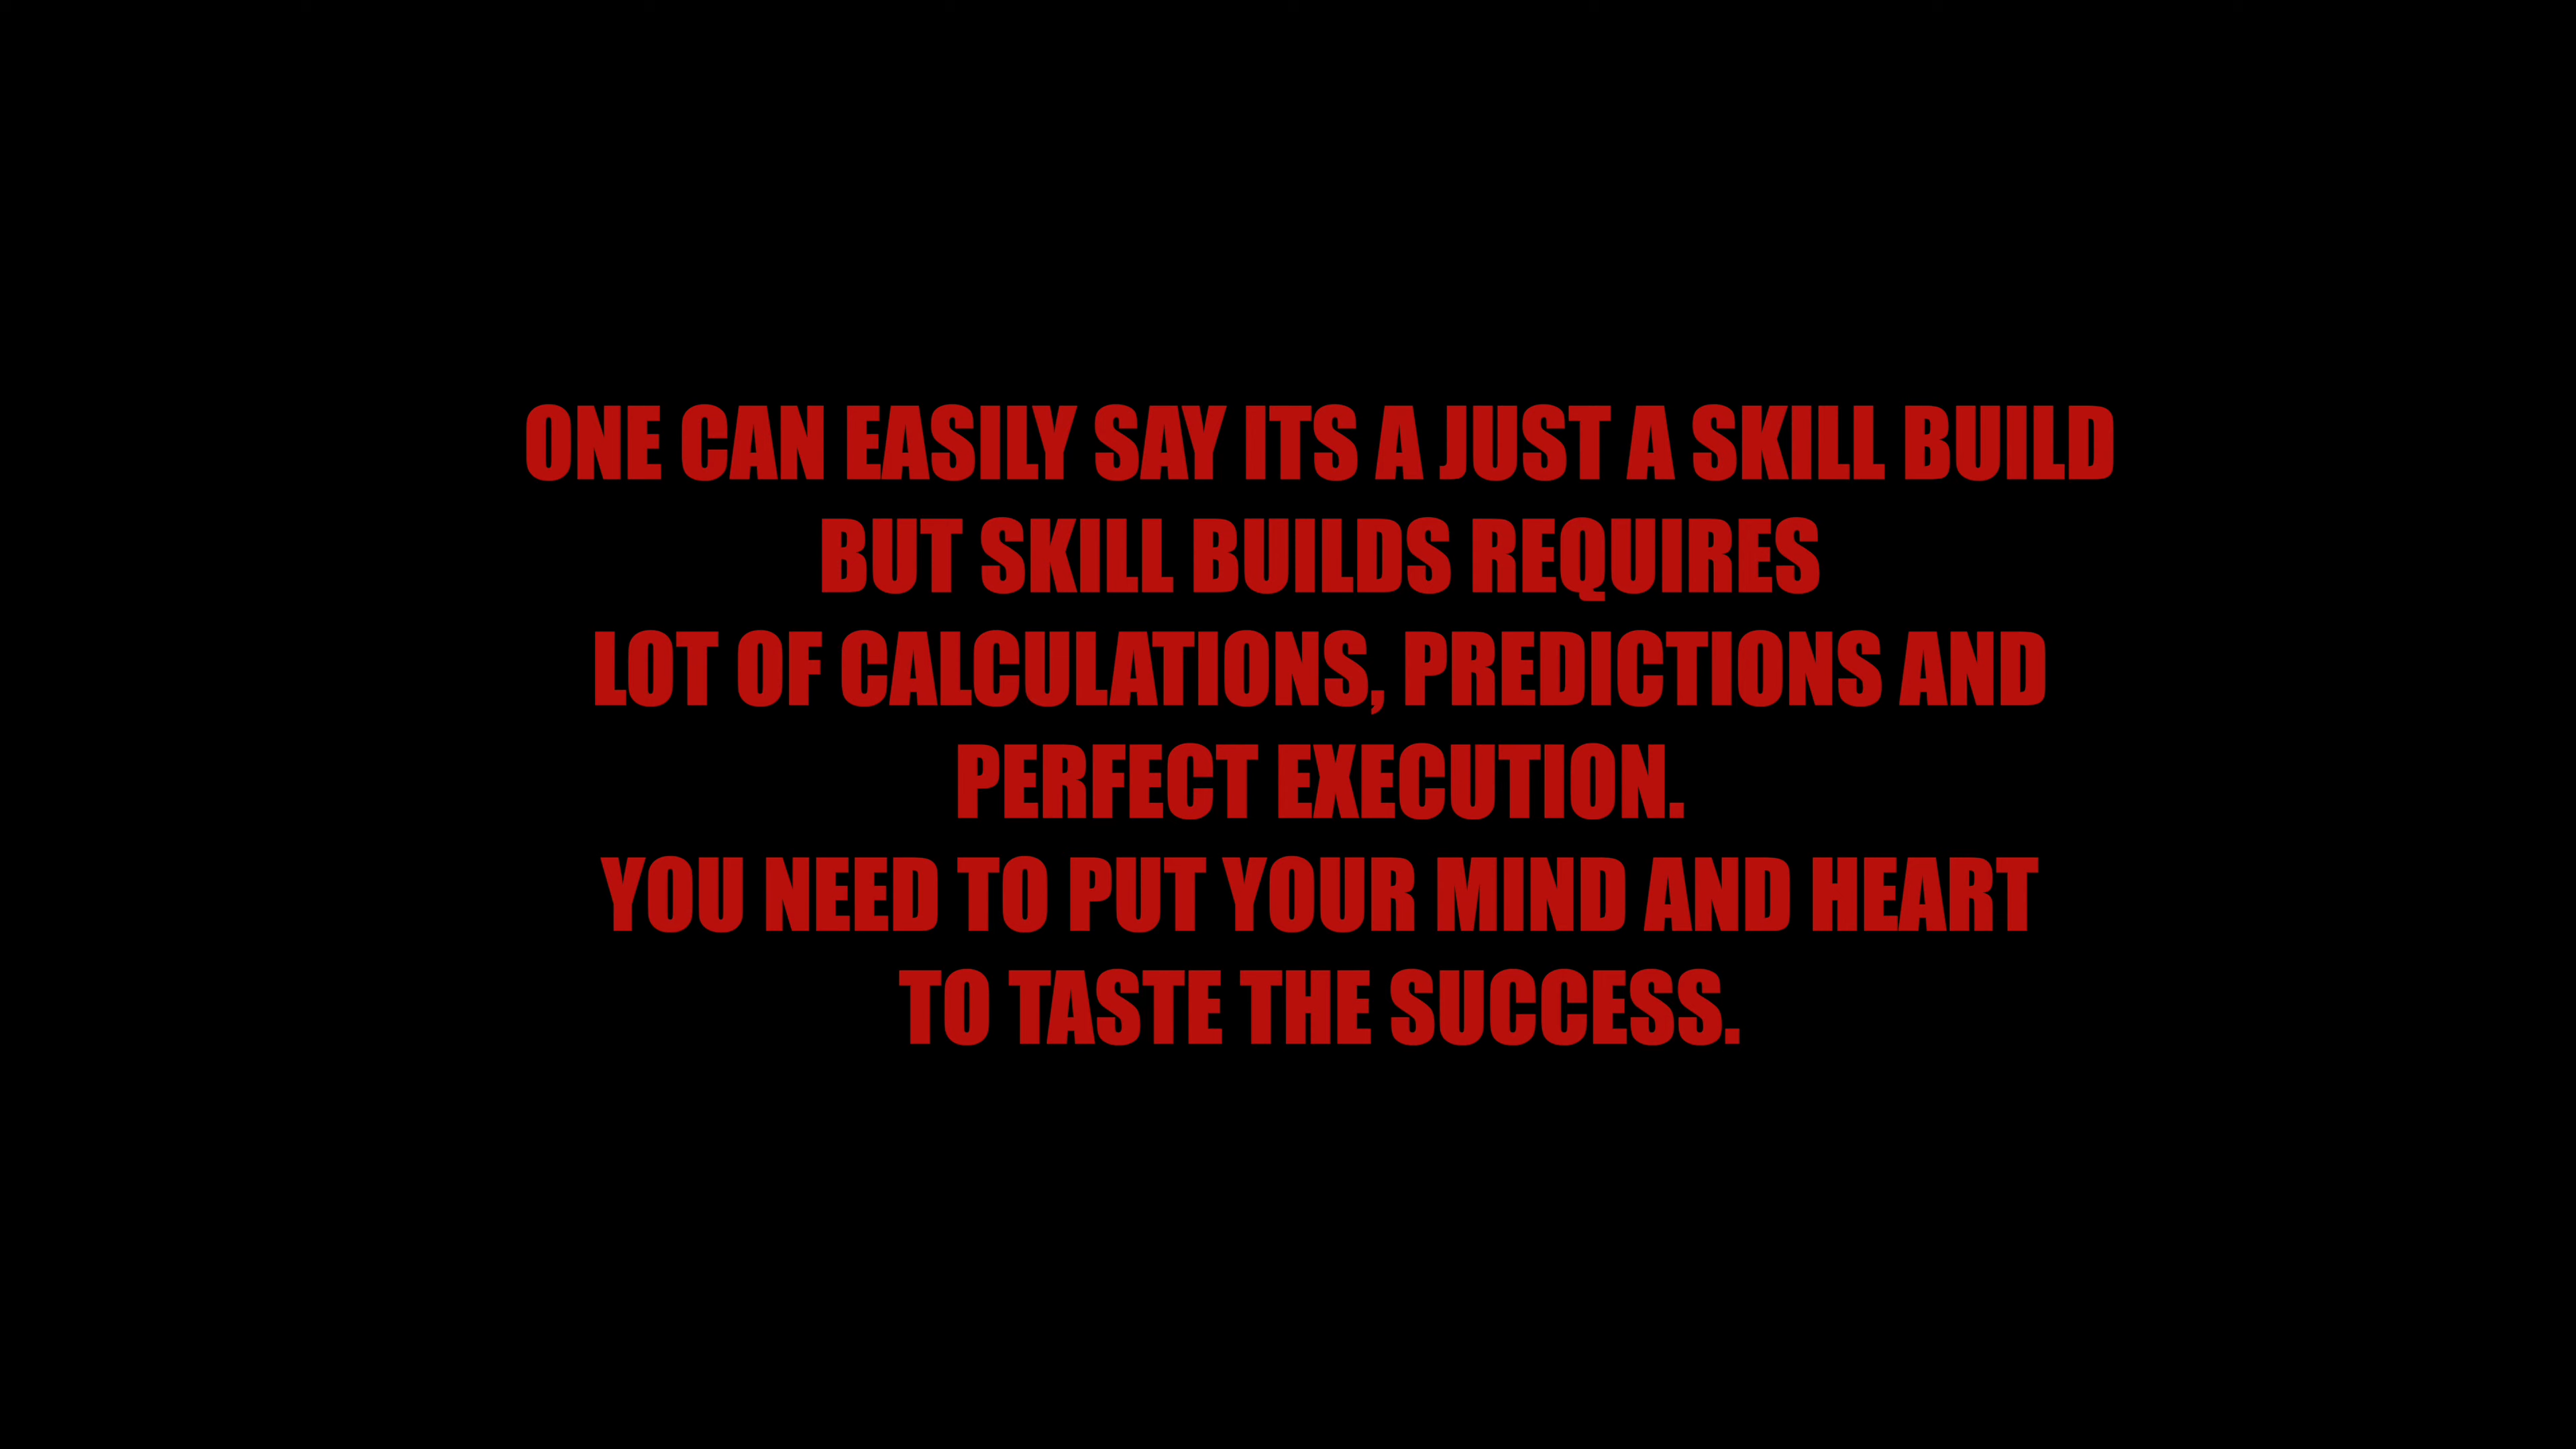 ONE CAN EASILY SAY ITS A JUST A SKILL BUILD
BUT SKILL BUILDS REQUIRES
LOT OF CALCULATIONS, PREDICTIONS AND
PERFECT EXECUTION.
YOU NEED TO PUT YOUR MIND AND HEART
TO TASTE THE SUCCESS.